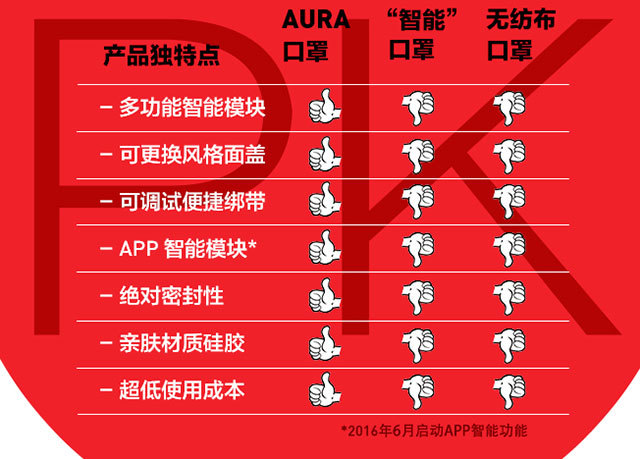 PK
产品独特点
AURA
口罩
“智能”
口罩
无纺布
口罩
– 多功能智能模块
– 可更换风格面盖
– 可调试便捷绑带
– APP 智能模块*
– 绝对密封性
– 亲肤材质硅胶
– 超低使用成本
*2016年6月启动APP智能功能